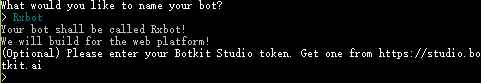 What would you like to name your bot?
> Rxbot
Your bot shall be called Rxbot!
We will build for the web platform!
(Optional) Please enter your Botkit Studio token. Get one from https://studio.bo
tkit.ai
>